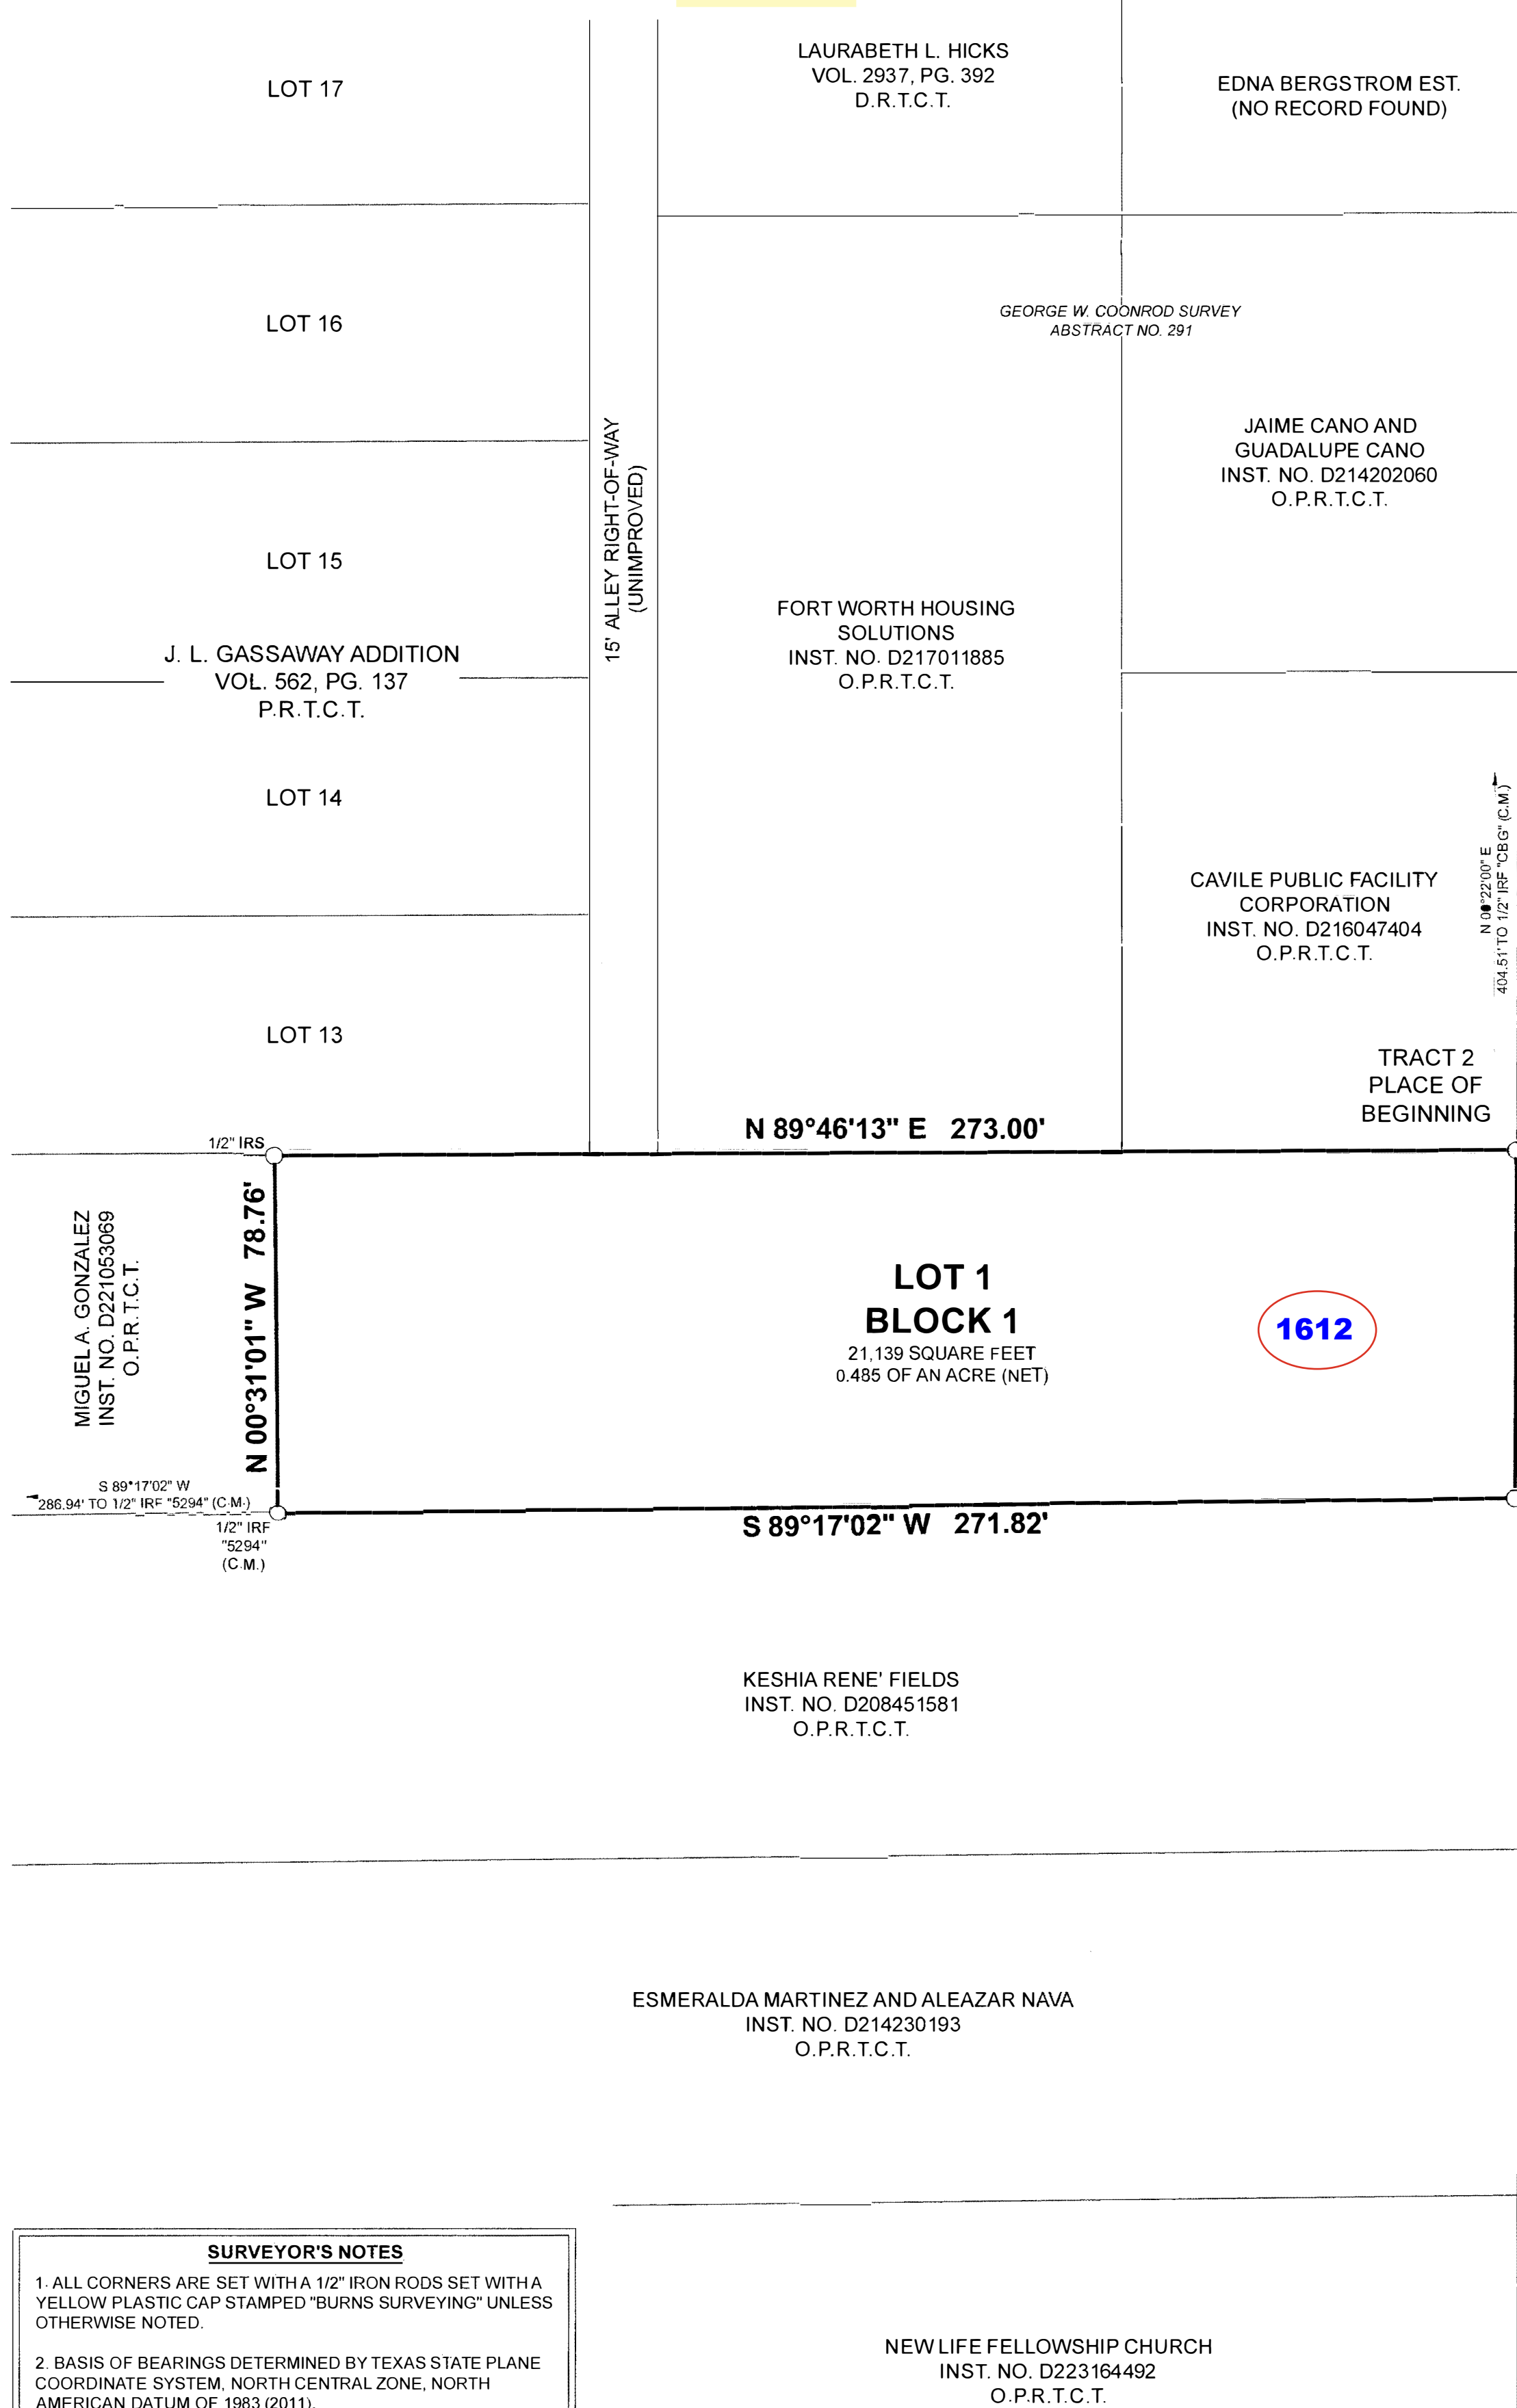 LOT 17
LAURABETH L. HICKS
VOL. 2937, PG. 392
D.R.T.C.T.
EDNA BERGSTROM EST.
(NO RECORD FOUND)
LOT 16
GEORGE W. COONROD SURVEY
ABSTRACT NO. 291
JAIME CANO AND
GUADALUPE CANO
INST. NO. D214202060
O.P.R.T.C.T.
15' ALLEY RIGHT-OF-WAY
(UNIMPROVED)
LOT 15
FORT WORTH HOUSING
SOLUTIONS
INST. NO. D217011885
O.P.R.T.C.T.
J. L. GASSAWAY ADDITION
VOL. 562, PG. 137
P.R.T.C.T.
LOT 14
N 00°22'00" E
404.51' TO 1/2" IRF "CBG" (C.M.)
CAVILE PUBLIC FACILITY
CORPORATION
INST. NO. D216047404
O.P.R.T.C.T.
LOT 13
TRACT 2
PLACE OF
BEGINNING
N 89°46'13" E 273.00'
1/2" IRS
MIGUEL A. GONZALEZ
INST. NO. D221053069
O.P.R.T.C.T.
N 00°31'01" W 78.76'
LOT 1
BLOCK 1
21,139 SQUARE FEET
0.485 OF AN ACRE (NET)
1612
S 89°17'02" W
286.94' TO 1/2" IRF "5294" (C.M.)
1/2" IRF
"5294"
(C.M.)
S 89°17'02" W 271.82'
KESHIA RENE' FIELDS
INST. NO. D208451581
O.P.R.T.C.T.
ESMERALDA MARTINEZ AND ALEAZAR NAVA
INST. NO. D214230193
O.P.R.T.C.T.
SURVEYOR'S NOTES
1. ALL CORNERS ARE SET WITH A 1/2" IRON RODS SET WITH A
YELLOW PLASTIC CAP STAMPED "BURNS SURVEYING" UNLESS
OTHERWISE NOTED.
2. BASIS OF BEARINGS DETERMINED BY TEXAS STATE PLANE
COORDINATE SYSTEM, NORTH CENTRAL ZONE, NORTH
AMERICAN DATUM OF 1983 (2011).
NEW LIFE FELLOWSHIP CHURCH
INST. NO. D223164492
O.P.R.T.C.T.